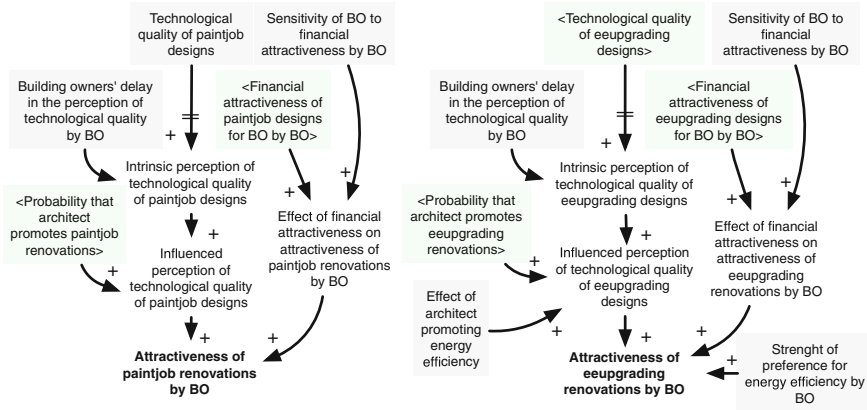 Technological
quality of paintjob
designs
Sensitivity of BO to
financial
attractiveness by BO
Building owners' delay
in the perception of
technological quality
by BO
<Financial
attractiveness of
paintjob designs
for BO by BO>
+
+
+
Intrinsic perception of
technological quality
of paintjob designs
<Probability that
architect
promotes paintjob
renovations>
+
+
Influenced
perception of
technological quality
of paintjob designs
Effect of financial
attractiveness on
attractiveness of
paintjob renovations
by BO
+
+
Attractiveness of
paintjob renovations
by BO
<Technological quality
of eeupgrading
designs>
Sensitivity of BO to
financial
attractiveness by BO
Building owners' delay
in the perception of
technological quality
by BO
<Financial
attractiveness of
eeupgrading designs
for BO by BO>
+
+
+
Intrinsic perception of
technological quality of
eeupgrading designs
<Probability that
architect promotes
eeupgrading
renovations>
+
+
Influenced perception
of technological quality
of eeupgrading
designs
Effect of financial
attractiveness on
attractiveness of
eeupgrading
renovations by BO
Effect of
architect
promoting
energy
efficiency
+
+
+
Attractiveness of
eeupgrading
renovations by BO
+
Strenght of
preference for
energy efficiency by
BO